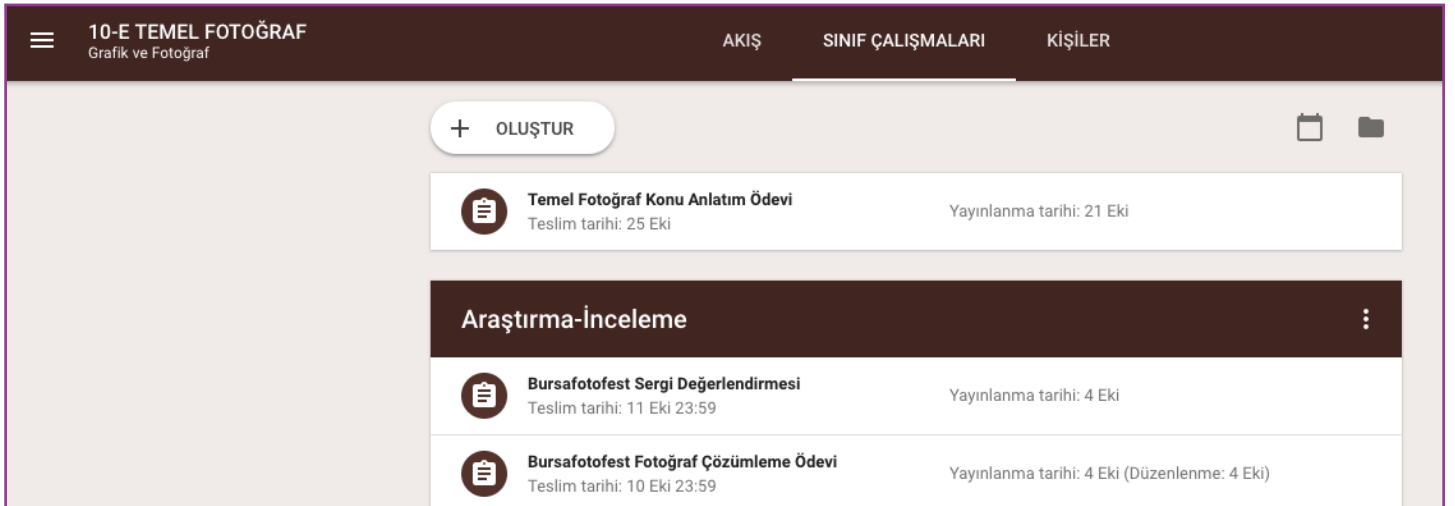 10-E TEMEL FOTOĞRAF
Grafik ve Fotoğraf
AKIŞ
SINIF ÇALIŞMALARI
KİŞİLER
OLUŞTUR
Temel Fotoğraf Konu Anlatım Ödevi
Teslim tarihi: 25 Eki
Yayınlanma tarihi: 21 Eki
Araştırma-İnceleme
Bursafotofest Sergi Değerlendirmesi
Teslim tarihi: 11 Eki 23:59
Yayınlanma tarihi: 4 Eki
Bursafotofest Fotoğraf Çözümleme Ödevi
Teslim tarihi: 10 Eki 23:59
Yayınlanma tarihi: 4 Eki (Düzenlenme: 4 Eki)